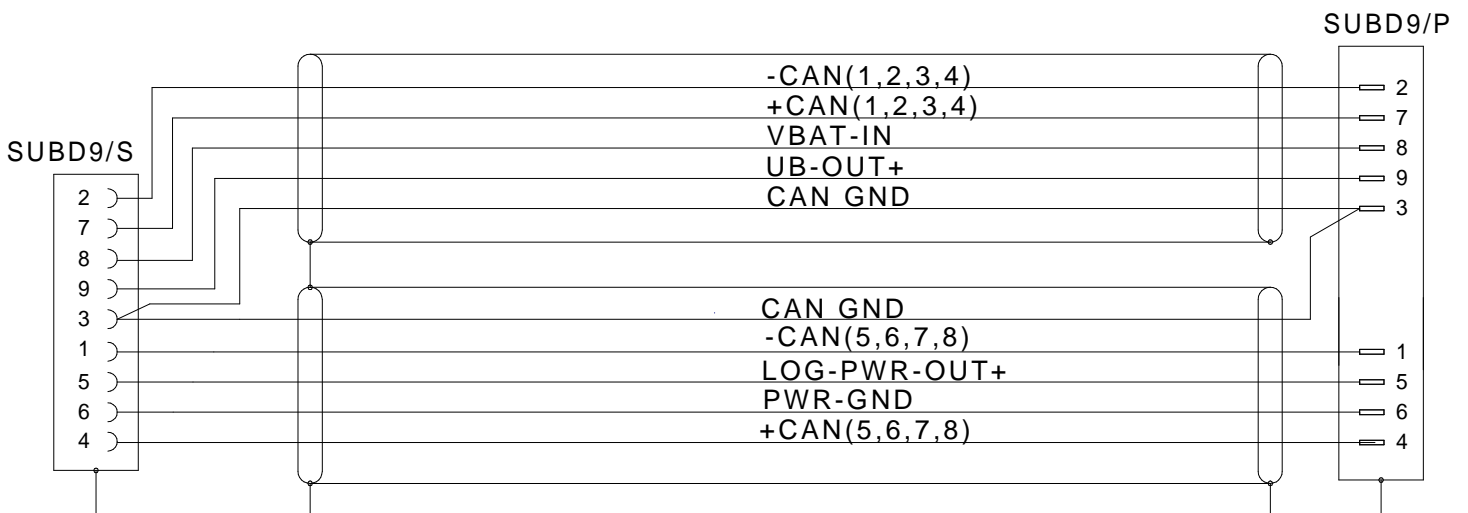 SUBD9/P
-CAN(1,2,3,4)
2
+CAN(1,2,3,4)
7
VBAT-IN
8
SUBD9/S
UB-OUT+
9
2
CAN GND
3
7
8
9
3
CAN GND
1
-CAN(5,6,7,8)
1
5
LOG-PWR-OUT+
5
6
PWR-GND
6
4
+CAN(5,6,7,8)
4